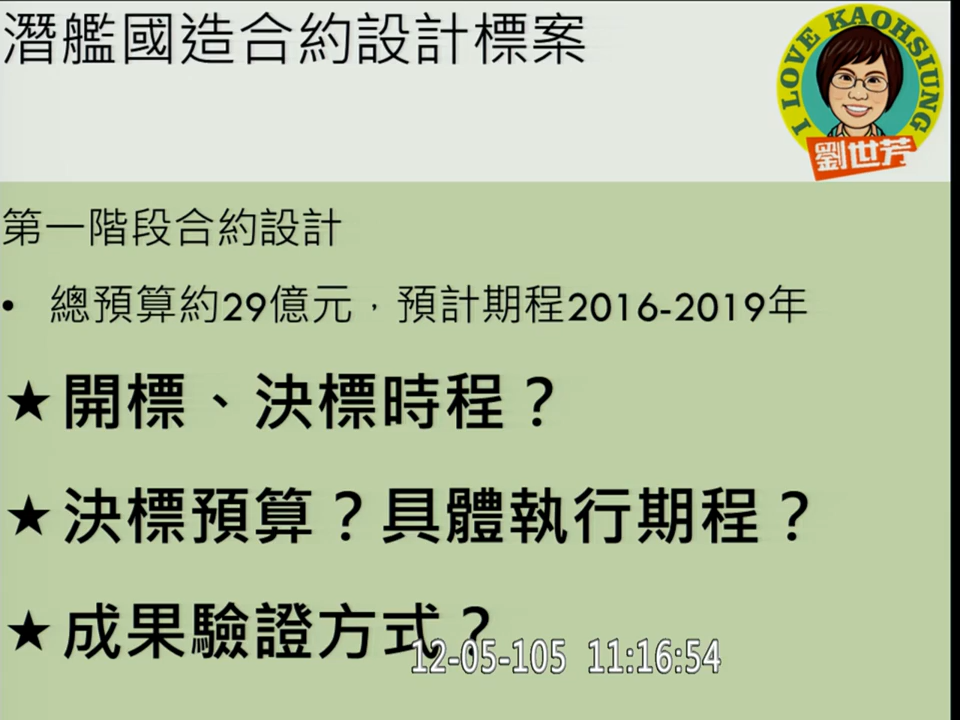 潛艦國造合約設計標案
I LOVE KAOHSIUNG
劉世芳
第一階段合約設計
• 總預算約29億元，預計期程2016-2019年
★開標、決標時程？
★決標預算？具體執行期程？
★成果驗證方式？
12-05-105 11:16:54